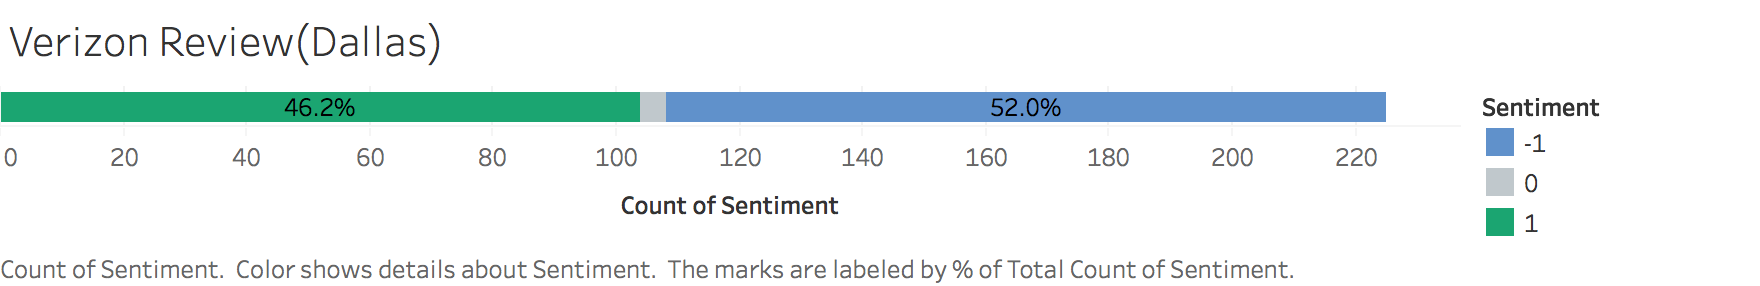 Verizon Review(Dallas)
46.2% 52.0%
0 20 40 60 80 100 120 140 160 180 200 220
Count of Sentiment
Sentiment
-1
0
1
Count of Sentiment.  Color shows details about Sentiment.  The marks are labeled by % of Total Count of Sentiment.